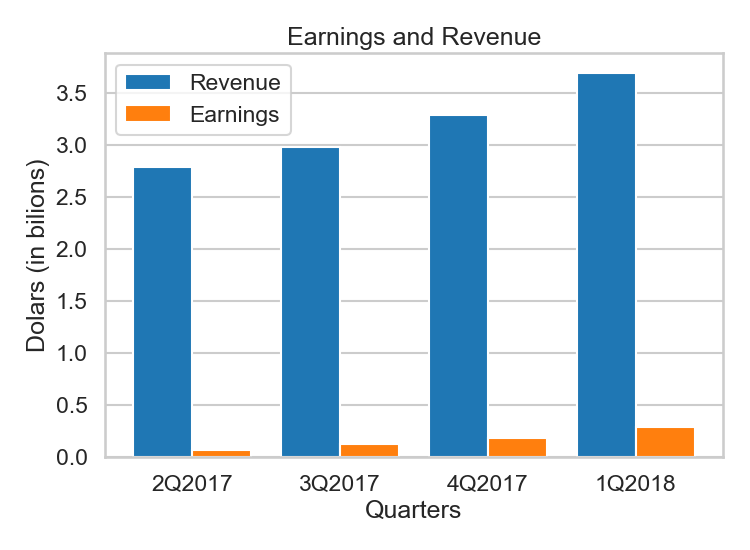 Earnings and Revenue
Revenue
Earnings
Dolars (in bilions)
3.5
3.0
2.5
2.0
1.5
1.0
0.5
0.0
2Q2017 3Q2017 4Q2017 1Q2018
Quarters